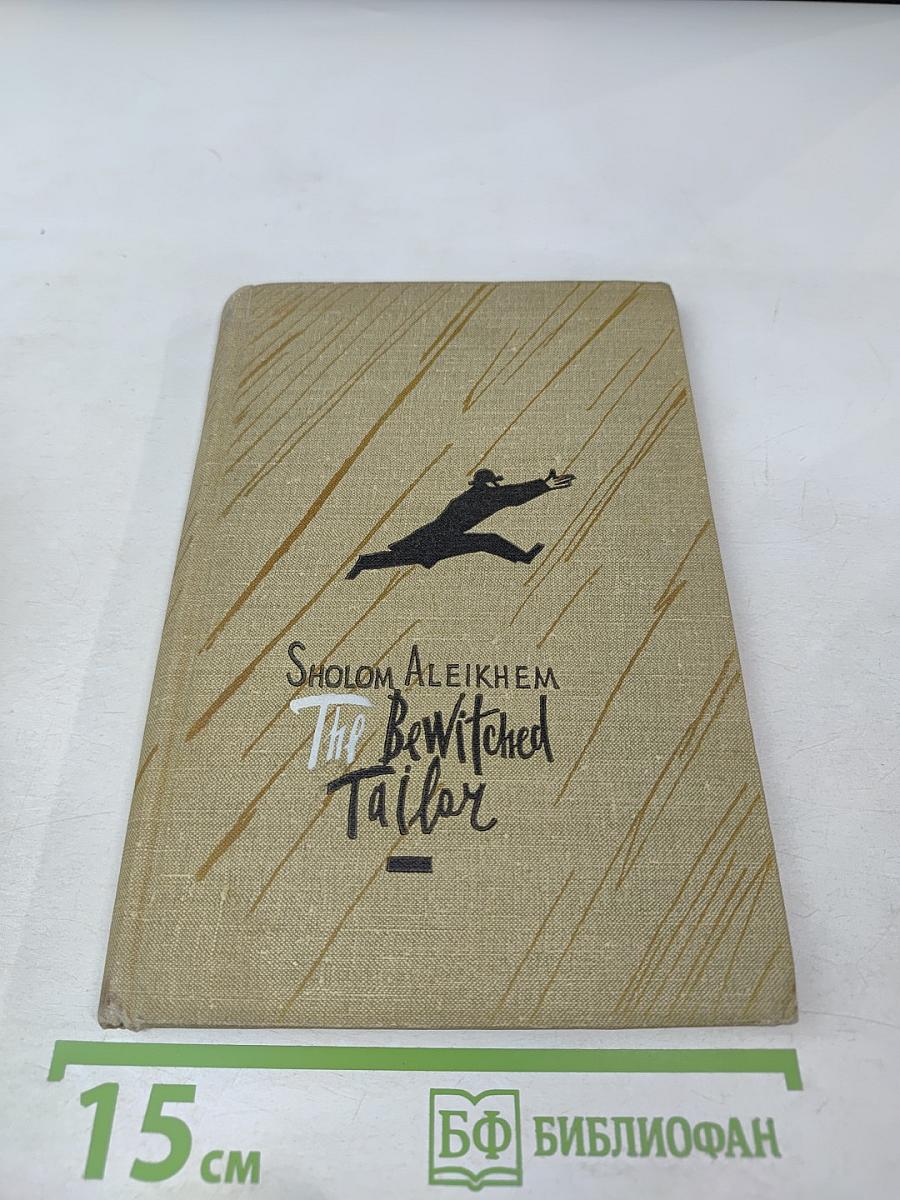 SHOLOM ALEIKHEM
The BeWitched
Tailor
15 см
БФ БИБЛИОФАН